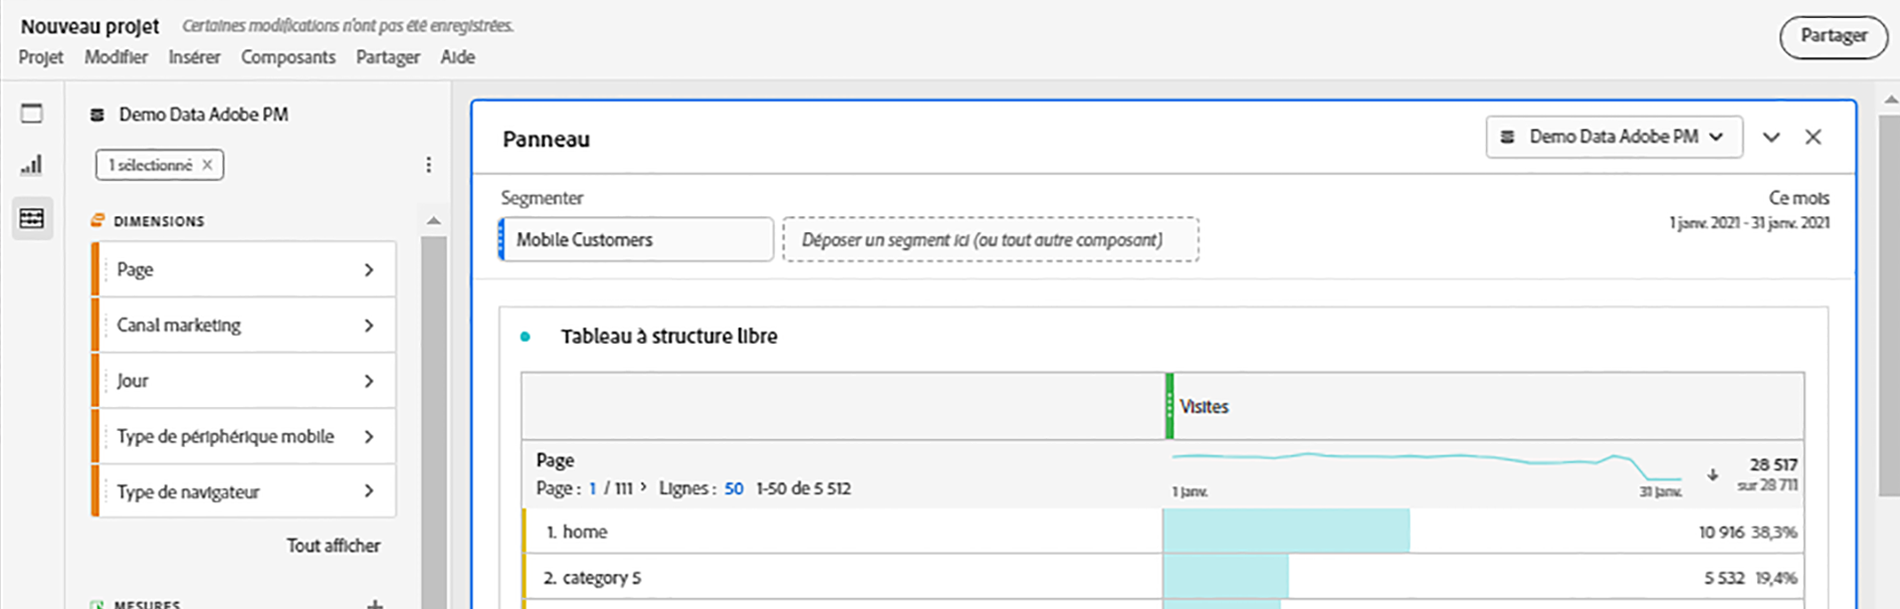 Nouveau projet Certaines modifications n'ont pas été enregistrées.
Partager
Projet Modifier Insérer Composants Partager Aide
Demo Data Adobe PM
1 sélectionné
DIMENSIONS
Page
Canal marketing
Jour
Type de périphérique mobile
Type de navigateur
Tout afficher
MESURES
Panneau
Demo Data Adobe PM
Segmenter
Mobile Customers
Déposer un segment ici (ou tout autre composant)
Ce mois
1 janv. 2021 - 31 janv. 2021
Tableau à structure libre
Visites
Page
Page : 1 / 111 > Lignes : 50 1-50 de 5 512
1 janv.
31 janv.
28 517
sur 28 711
1. home 10 916 38,3%
2. category 5 5 532 19,4%